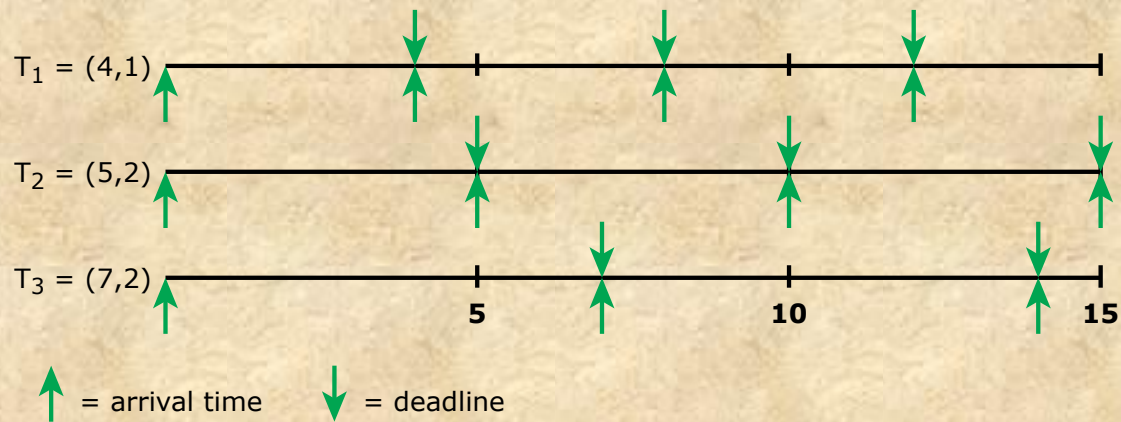 T₁ = (4,1)
T₂ = (5,2)
T₃ = (7,2)
5 10 15
= arrival time = deadline